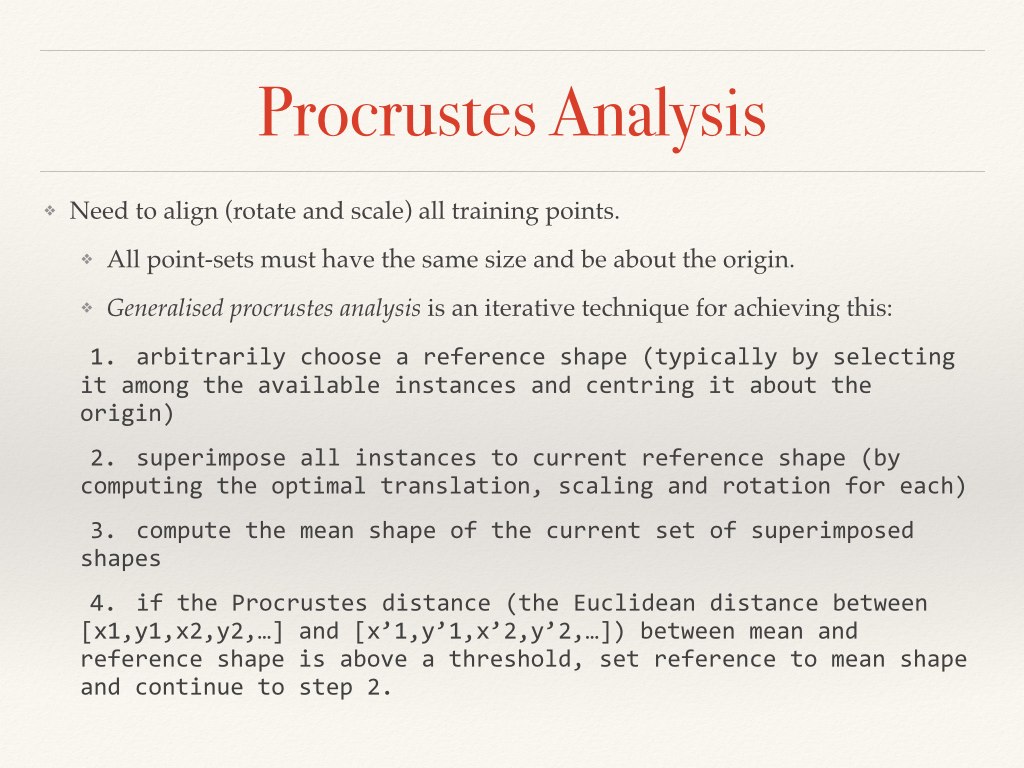 Procrustes Analysis
❖ Need to align (rotate and scale) all training points.
❖ All point-sets must have the same size and be about the origin.
❖ Generalised procrustes analysis is an iterative technique for achieving this:
1. arbitrarily choose a reference shape (typically by selecting
it among the available instances and centring it about the
origin)
2. superimpose all instances to current reference shape (by
computing the optimal translation, scaling and rotation for each)
3. compute the mean shape of the current set of superimposed
shapes
4. if the Procrustes distance (the Euclidean distance between
[x1,y1,x2,y2,…] and [x’1,y’1,x’2,y’2,…]) between mean and
reference shape is above a threshold, set reference to mean shape
and continue to step 2.